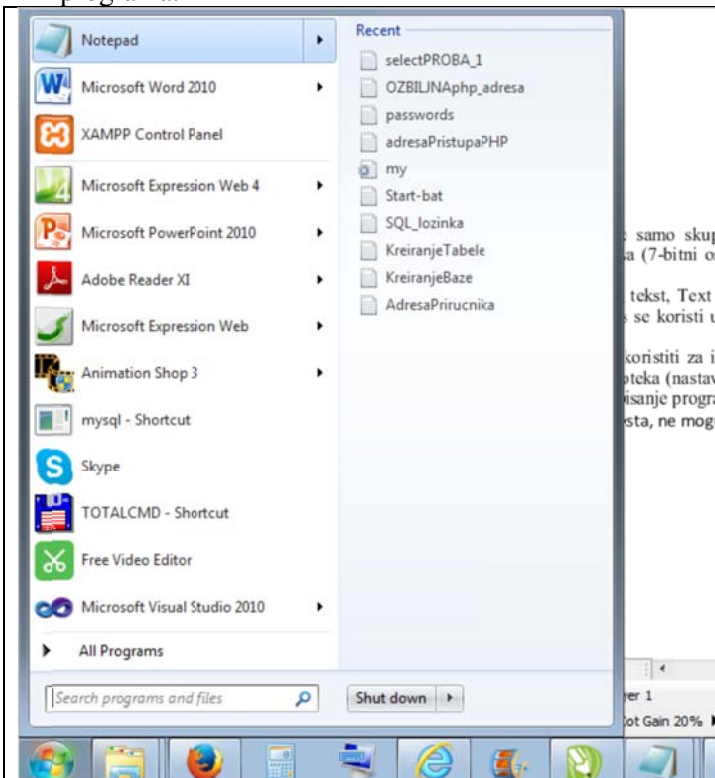 programa.
Notepad
Microsoft Word 2010
XAMPP Control Panel
Microsoft Expression Web 4
Microsoft PowerPoint 2010
Adobe Reader XI
Microsoft Expression Web
Animation Shop 3
mysql - Shortcut
Skype
TOTALCMD - Shortcut
Free Video Editor
Microsoft Visual Studio 2010
All Programs
Search programs and files
Recent
selectPROBA_1
OZBILJNAphp_adresa
passwords
adresaPristupaPHP
my
Start-bat
SQL_lozinka
KreiranjeTabele
KreiranjeBaze
AdresaPrirucnika
Shut down
samo skup
a (7-bitni o
tekst, Text
se koristi u
koristiti za i
oteka (nastav
isanje progra
sta, ne mog
yer 1
ot Gain 20%